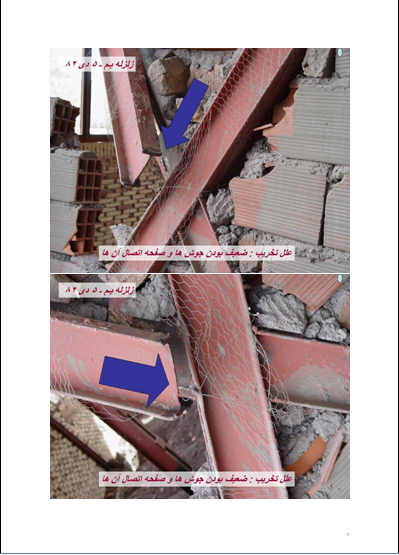 زلزله بم - ۵ دی ۸۲
علل تخریب : ضعیف بودن جوش ها و صفحه اتصال آن ها
زلزله بم - ۵ دی ۸۲
علل تخریب : ضعیف بودن جوش ها و صفحه اتصال آن ها
۸